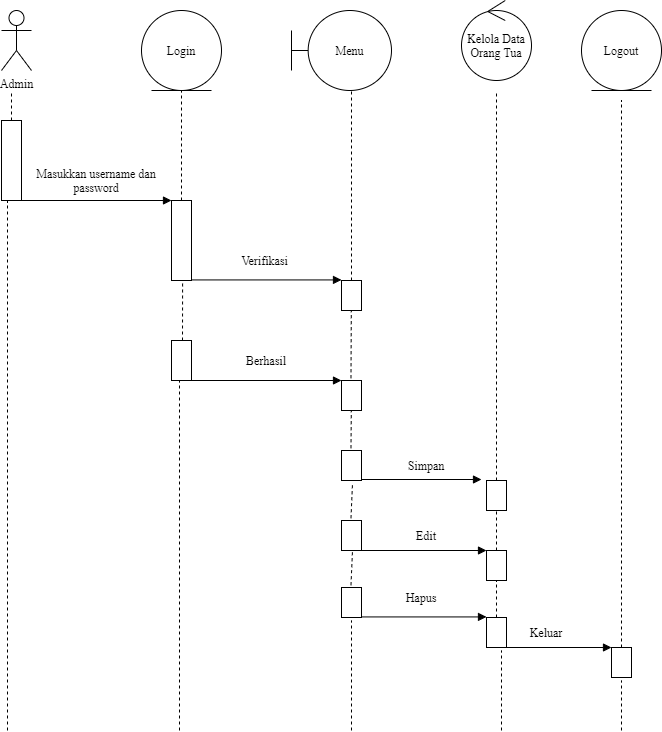 Admin
Login
Menu
Kelola Data
Orang Tua
Logout
Masukkan username dan
password
Verifikasi
Berhasil
Simpan
Edit
Hapus
Keluar